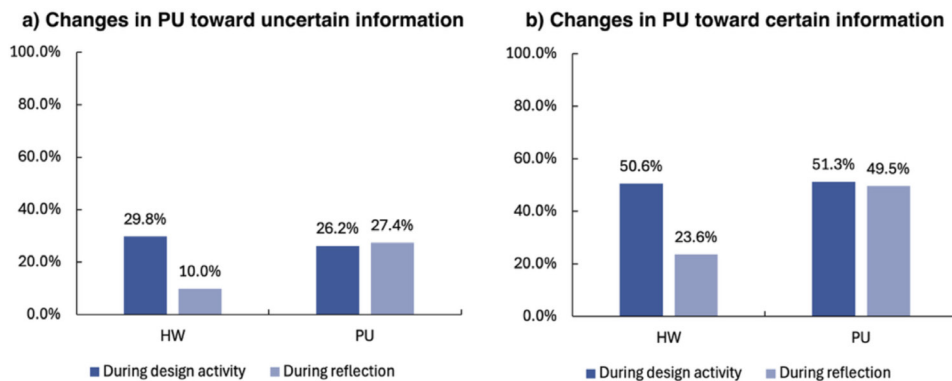 a) Changes in PU toward uncertain information
100.0%
80.0%
60.0%
40.0%
20.0%
0.0%
29.8%
10.0%
26.2%
27.4%
HW
PU
During design activity
During reflection
b) Changes in PU toward certain information
100.0%
80.0%
60.0%
40.0%
20.0%
0.0%
50.6%
23.6%
51.3%
49.5%
HW
PU
During design activity
During reflection